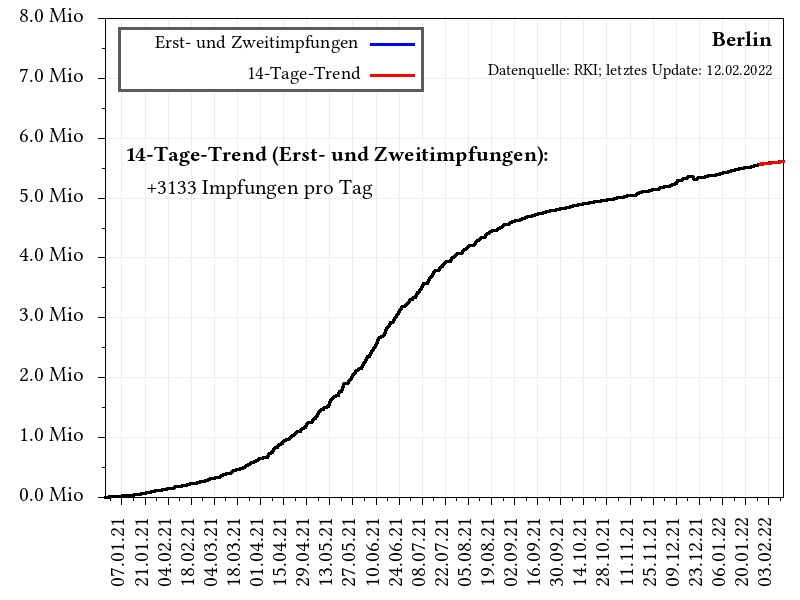 8.0 Mio
7.0 Mio
6.0 Mio
5.0 Mio
4.0 Mio
3.0 Mio
2.0 Mio
1.0 Mio
0.0 Mio
Erst- und Zweitimpfungen
14-Tage-Trend
Berlin
Datenquelle: RKI; letztes Update: 12.02.2022
14-Tage-Trend (Erst- und Zweitimpfungen):
+3133 Impfungen pro Tag
07.01.21
21.01.21
04.02.21
18.02.21
04.03.21
18.03.21
01.04.21
15.04.21
29.04.21
13.05.21
27.05.21
10.06.21
24.06.21
08.07.21
22.07.21
05.08.21
19.08.21
02.09.21
16.09.21
30.09.21
14.10.21
28.10.21
11.11.21
25.11.21
09.12.21
23.12.21
06.01.22
20.01.22
03.02.22